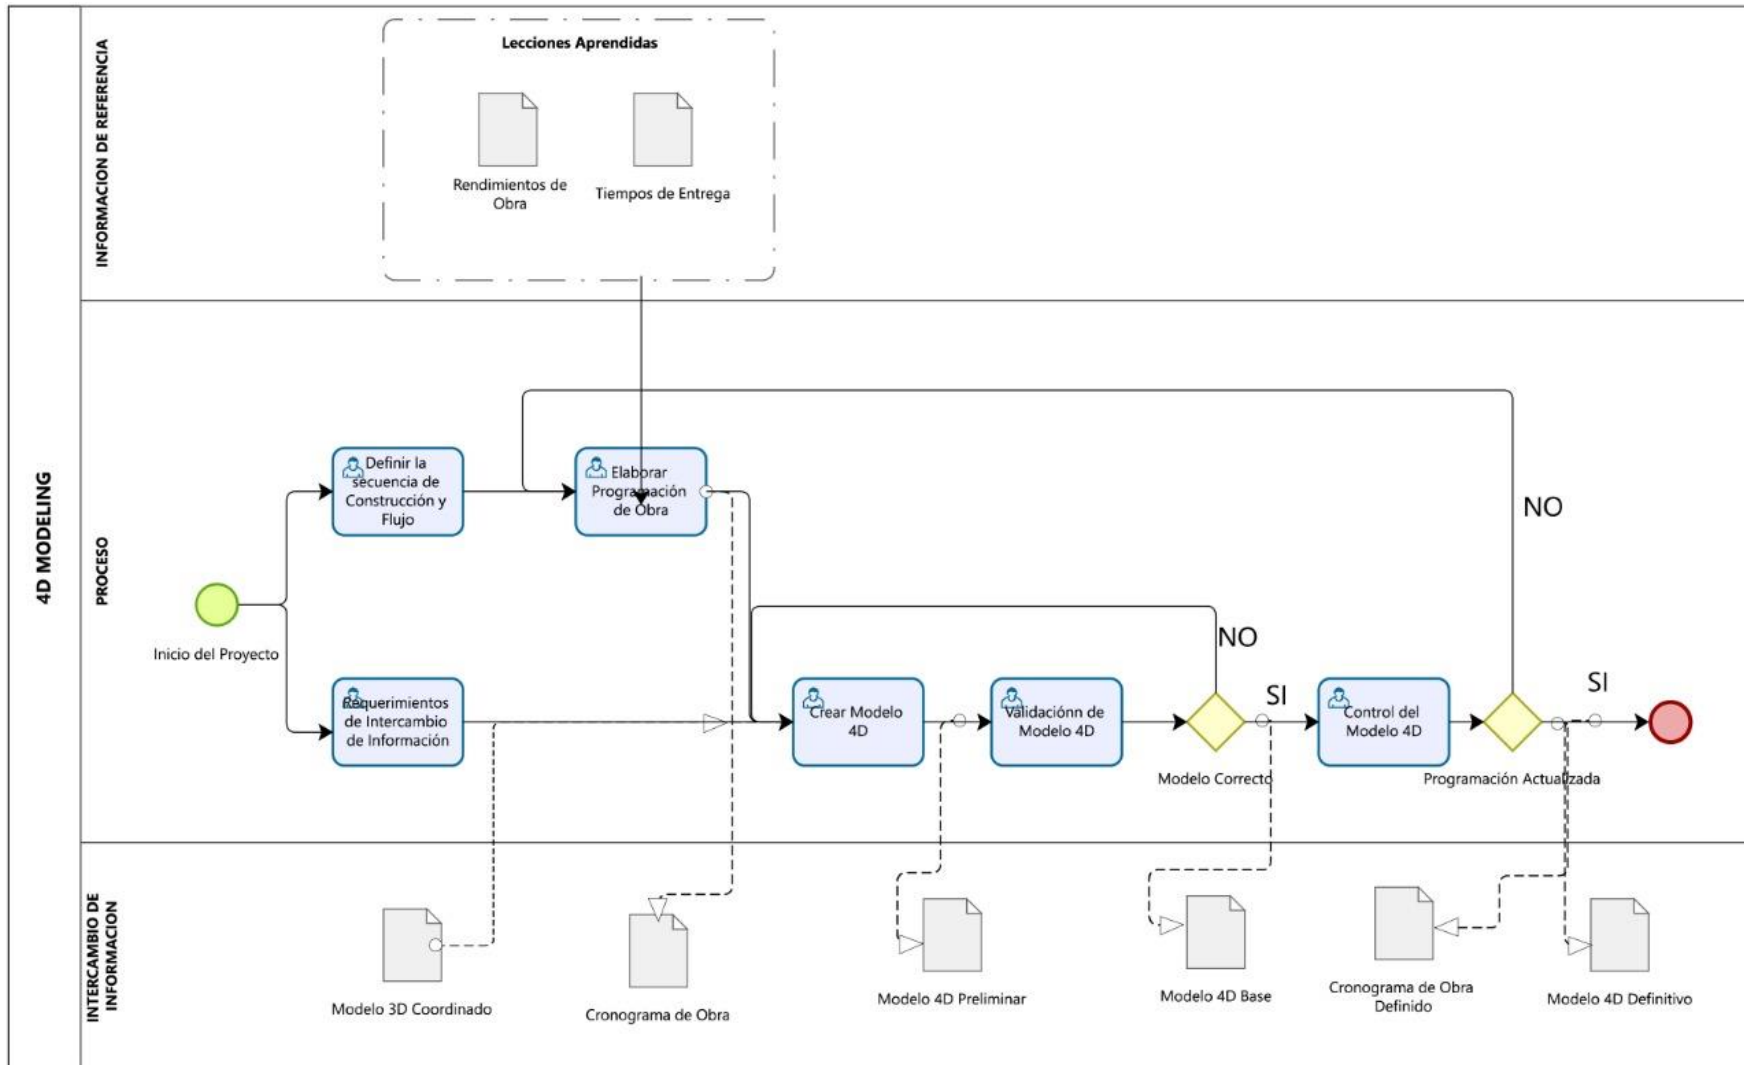 4D MODELING
INFORMACION DE REFERENCIA
Lecciones Aprendidas
Rendimientos de
Obra
Tiempos de Entrega
PROCESO
Inicio del Proyecto
Definir la
secuencia de
Construcción y
Flujo
Elaborar
Programación
de Obra
Requerimientos
de Intercambio
de Información
Crear Modelo
4D
Validaciónn de
Modelo 4D
NO
SI
Modelo Correcto
Control del
Modelo 4D
NO
SI
Programación Actualizada
INTERCAMBIO DE
INFORMACION
Modelo 3D Coordinado
Cronograma de Obra
Modelo 4D Preliminar
Modelo 4D Base
Cronograma de Obra
Definido
Modelo 4D Definitivo